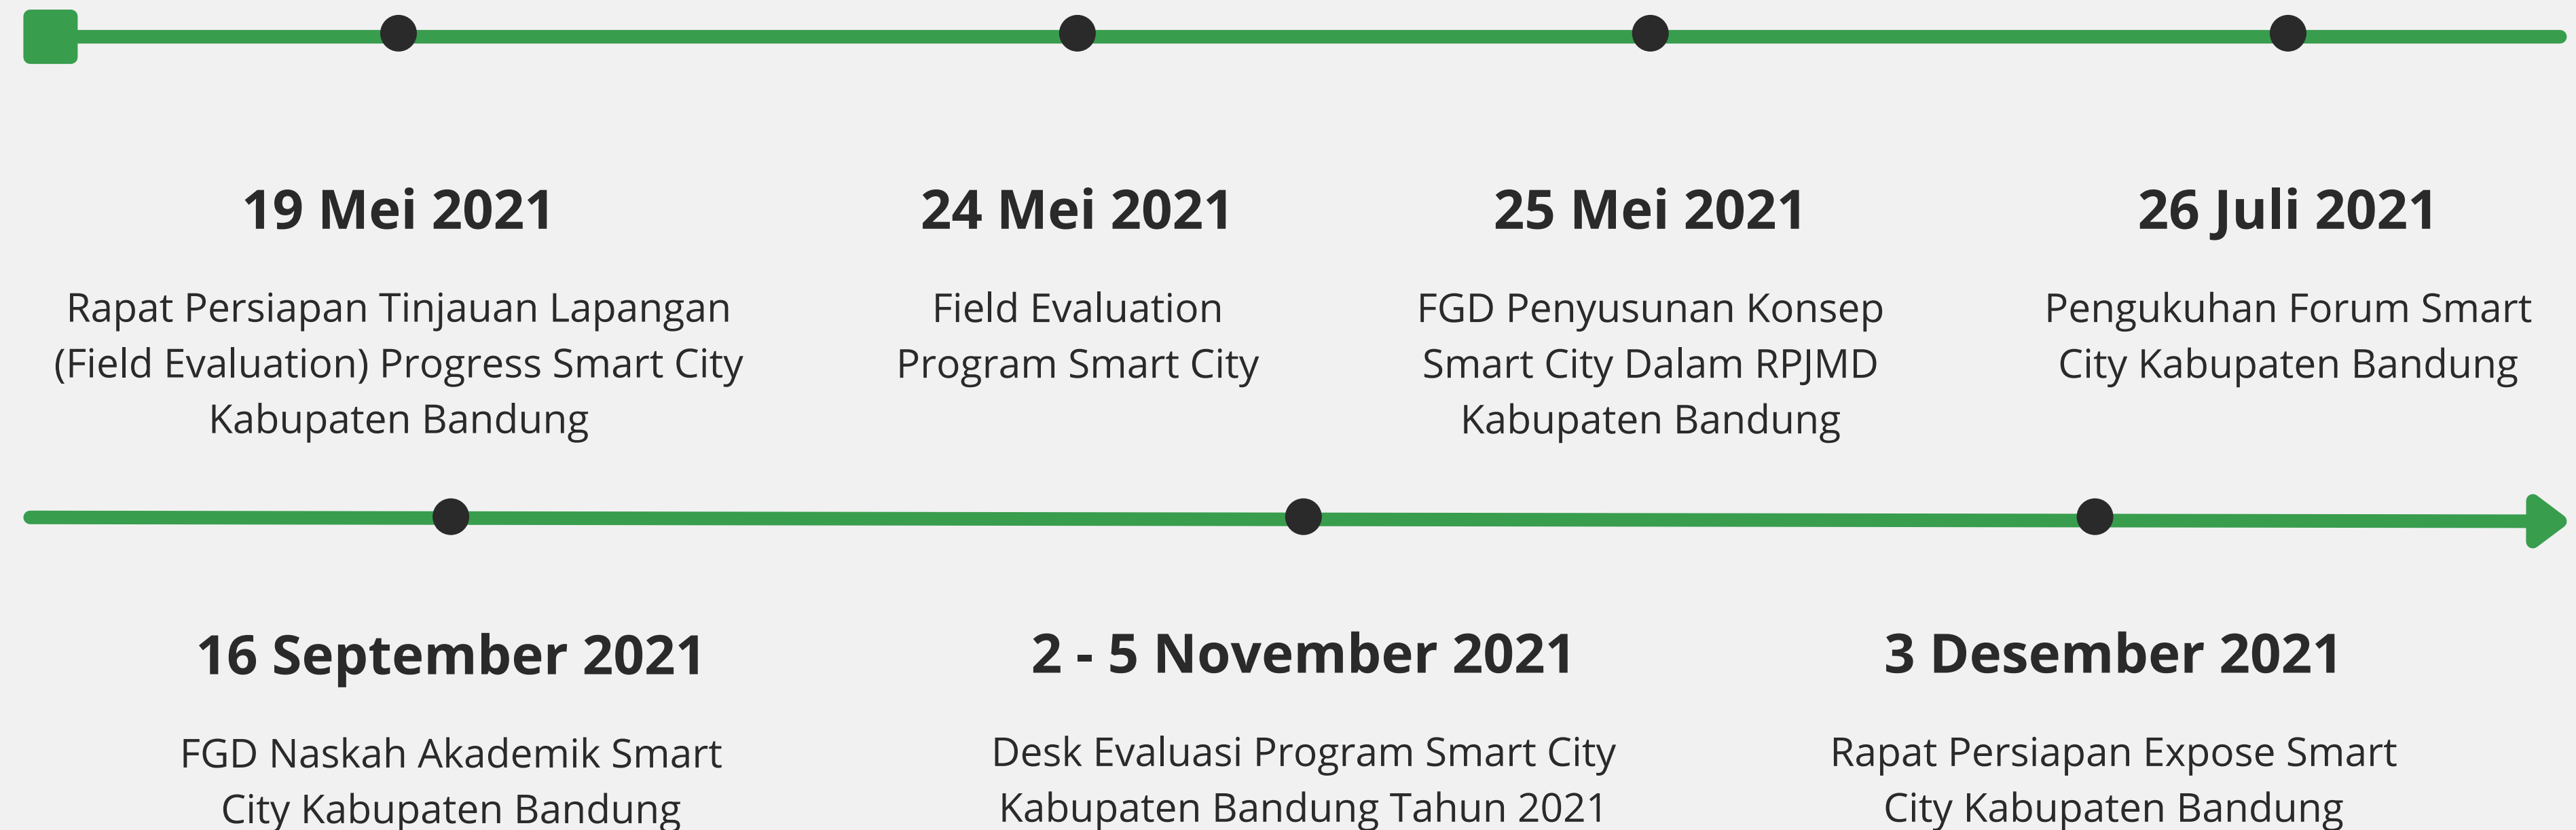 19 Mei 2021
Rapat Persiapan Tinjauan Lapangan
(Field Evaluation) Progress Smart City
Kabupaten Bandung
24 Mei 2021
Field Evaluation
Program Smart City
25 Mei 2021
FGD Penyusunan Konsep
Smart City Dalam RPJMD
Kabupaten Bandung
26 Juli 2021
Pengukuhan Forum Smart
City Kabupaten Bandung
16 September 2021
FGD Naskah Akademik Smart
City Kabupaten Bandung
2 - 5 November 2021
Desk Evaluasi Program Smart City
Kabupaten Bandung Tahun 2021
3 Desember 2021
Rapat Persiapan Expose Smart
City Kabupaten Bandung